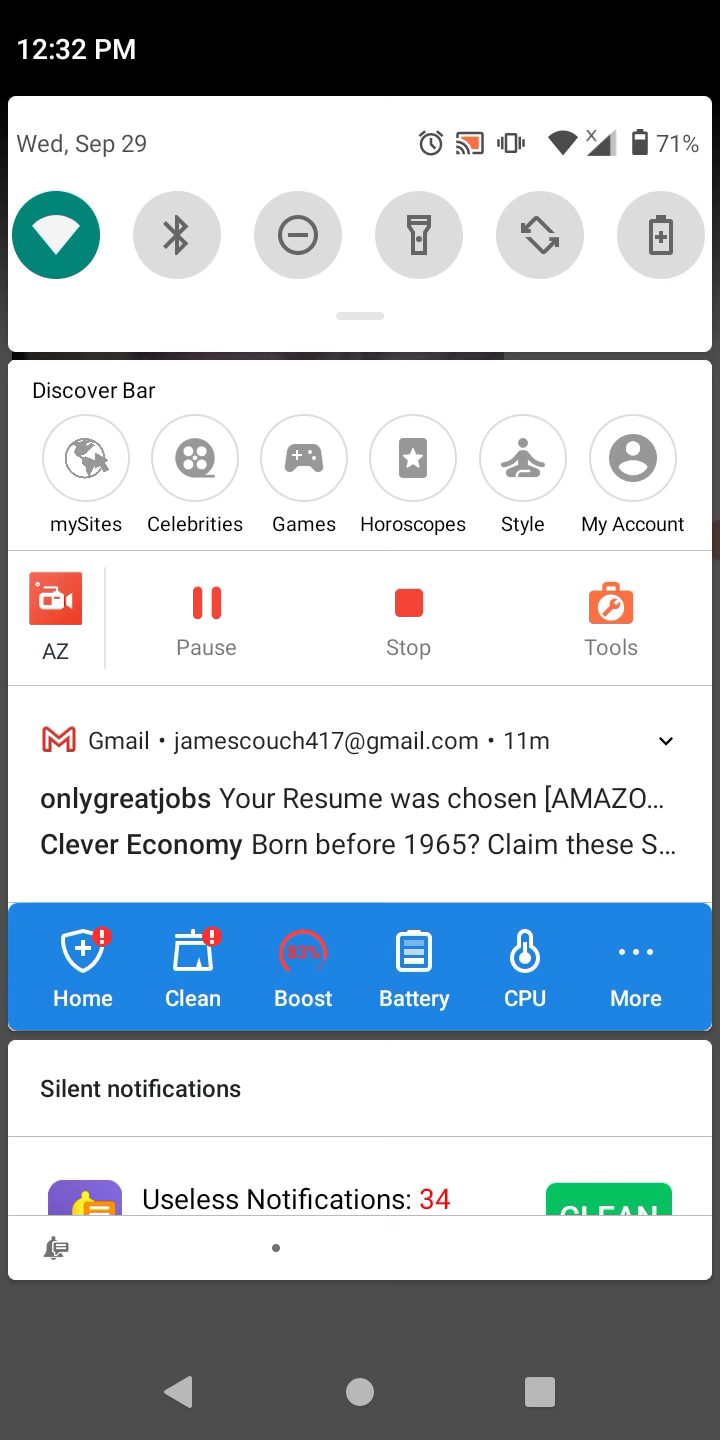 12:32 PM
Wed, Sep 29
71%
Discover Bar
mySites Celebrities Games Horoscopes Style My Account
AZ Pause Stop Tools
Gmail • jamescouch417@gmail.com • 11m
onlygreatjobs Your Resume was chosen [AMAZO...
Clever Economy Born before 1965? Claim these S...
83%
Home Clean Boost Battery CPU More
Silent notifications
Useless Notifications: 34
CLEAN